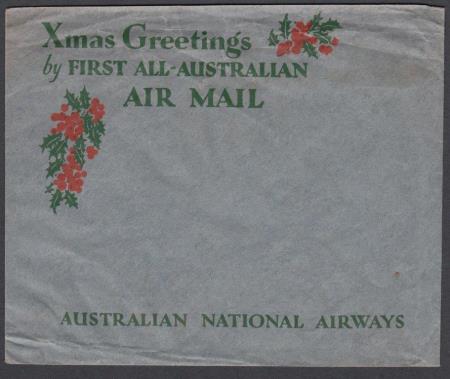 Xmas Greetings
by FIRST ALL-AUSTRALIAN
AIR MAIL
AUSTRALIAN NATIONAL AIRWAYS